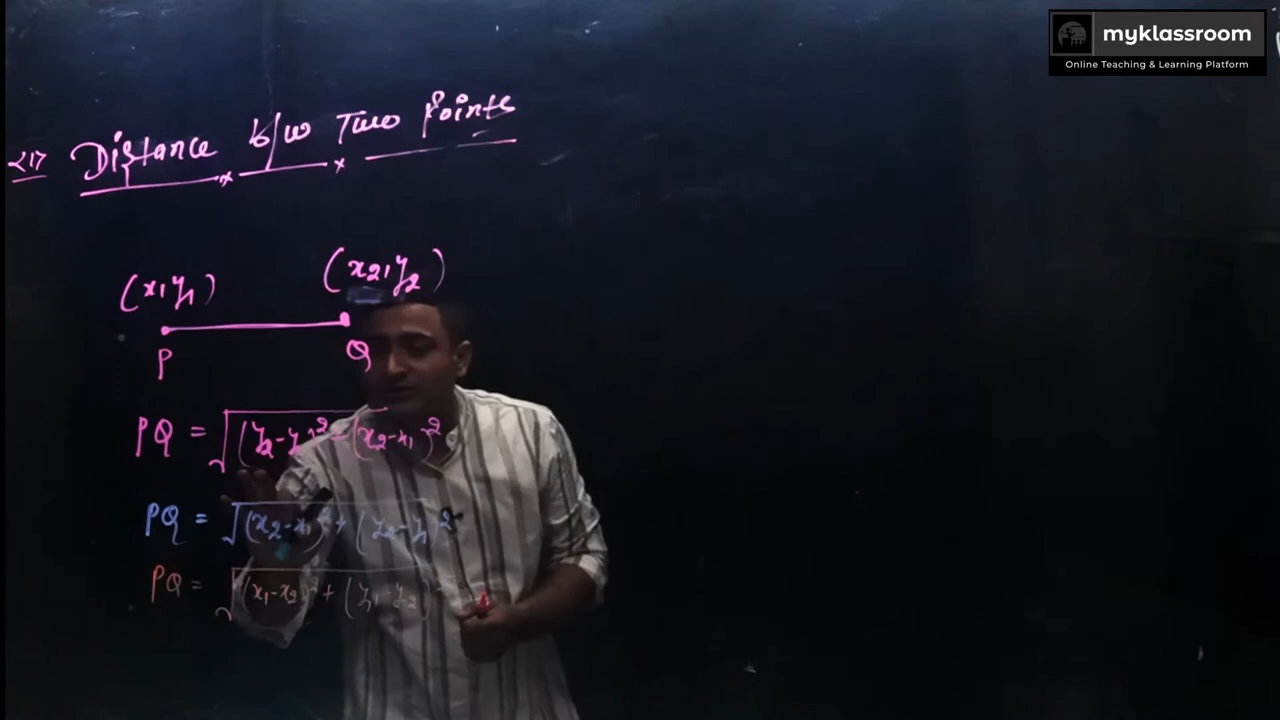 myklassroom
Online Teaching & Learning Platform
<17 Distance b/w Two Points
(x1,y1) (x2,y2)
P Q
PQ = √(y2-y1)²+(x2-x1)²
PQ = √(x2-x1)²+(y2-y1)²
PQ = √(x1-x2)²+(y1-y2)²